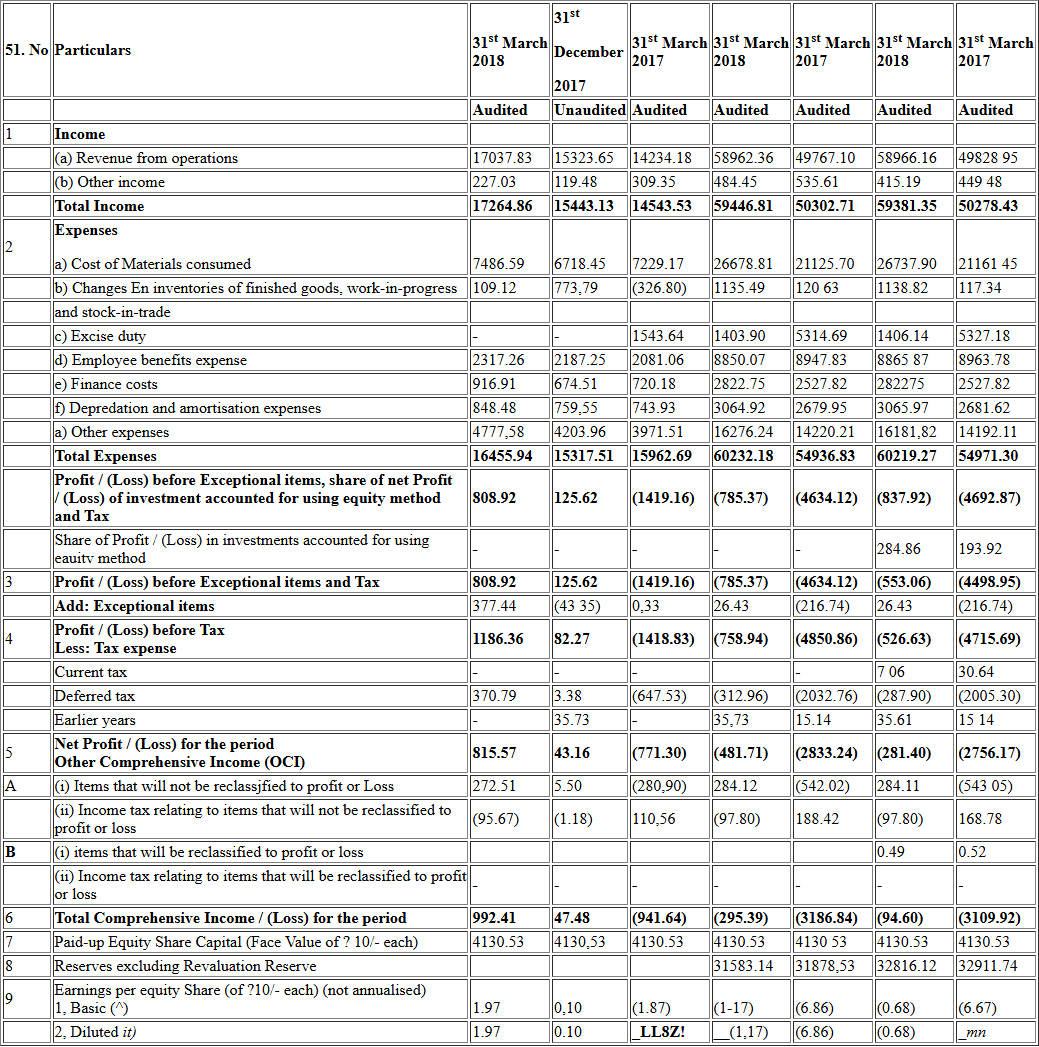 51. No Particulars 31st March 2018 31st December 2017 31st March 2017 31st March 2018 31st March 2017 31st March 2018 31st March 2017
Audited Unaudited Audited Audited Audited Audited Audited
1 Income
(a) Revenue from operations 17037.83 15323.65 14234.18 58962.36 49767.10 58966.16 49828 95
(b) Other income 227.03 119.48 309.35 484.45 535.61 415.19 449 48
Total Income 17264.86 15443.13 14543.53 59446.81 50302.71 59381.35 50278.43
2 Expenses
a) Cost of Materials consumed 7486.59 6718.45 7229.17 26678.81 21125.70 26737.90 21161 45
b) Changes En inventories of finished goods, work-in-progress 109.12 773,79 (326.80) 1135.49 120 63 1138.82 117.34
and stock-in-trade
c) Excise duty - - 1543.64 1403.90 5314.69 1406.14 5327.18
d) Employee benefits expense 2317.26 2187.25 2081.06 8850.07 8947.83 8865 87 8963.78
e) Finance costs 916.91 674.51 720.18 2822.75 2527.82 282275 2527.82
f) Depredation and amortisation expenses 848.48 759,55 743.93 3064.92 2679.95 3065.97 2681.62
a) Other expenses 4777,58 4203.96 3971.51 16276.24 14220.21 16181,82 14192.11
Total Expenses 16455.94 15317.51 15962.69 60232.18 54936.83 60219.27 54971.30
Profit / (Loss) before Exceptional items, share of net Profit
/ (Loss) of investment accounted for using equity method 808.92 125.62 (1419.16) (785.37) (4634.12) (837.92) (4692.87)
and Tax
Share of Profit / (Loss) in investments accounted for using
eauitv method - - - - - 284.86 193.92
3 Profit / (Loss) before Exceptional items and Tax 808.92 125.62 (1419.16) (785.37) (4634.12) (553.06) (4498.95)
Add: Exceptional items 377.44 (43 35) 0,33 26.43 (216.74) 26.43 (216.74)
4 Profit / (Loss) before Tax 1186.36 82.27 (1418.83) (758.94) (4850.86) (526.63) (4715.69)
Less: Tax expense
Current tax - - - - 7 06 30.64
Deferred tax 370.79 3.38 (647.53) (312.96) (2032.76) (287.90) (2005.30)
Earlier years - 35.73 - 35,73 15.14 35.61 15 14
5 Net Profit / (Loss) for the period 815.57 43.16 (771.30) (481.71) (2833.24) (281.40) (2756.17)
Other Comprehensive Income (OCI)
A (i) Items that will not be reclassjfied to profit or Loss 272.51 5.50 (280,90) 284.12 (542.02) 284.11 (543 05)
(ii) Income tax relating to items that will not be reclassified to
profit or loss (95.67) (1.18) 110,56 (97.80) 188.42 (97.80) 168.78
B (i) items that will be reclassified to profit or loss 0.49 0.52
(ii) Income tax relating to items that will be reclassified to profit
or loss - - - - - - -
6 Total Comprehensive Income / (Loss) for the period 992.41 47.48 (941.64) (295.39) (3186.84) (94.60) (3109.92)
7 Paid-up Equity Share Capital (Face Value of ? 10/- each) 4130.53 4130,53 4130.53 4130.53 4130 53 4130.53 4130.53
8 Reserves excluding Revaluation Reserve 31583.14 31878,53 32816.12 32911.74
9 Earnings per equity Share (of ?10/- each) (not annualised)
1, Basic (^) 1.97 0,10 (1.87) (1-17) (6.86) (0.68) (6.67)
2, Diluted it) 1.97 0.10 _LL8Z! __(1,17) (6.86) (0.68) _mn